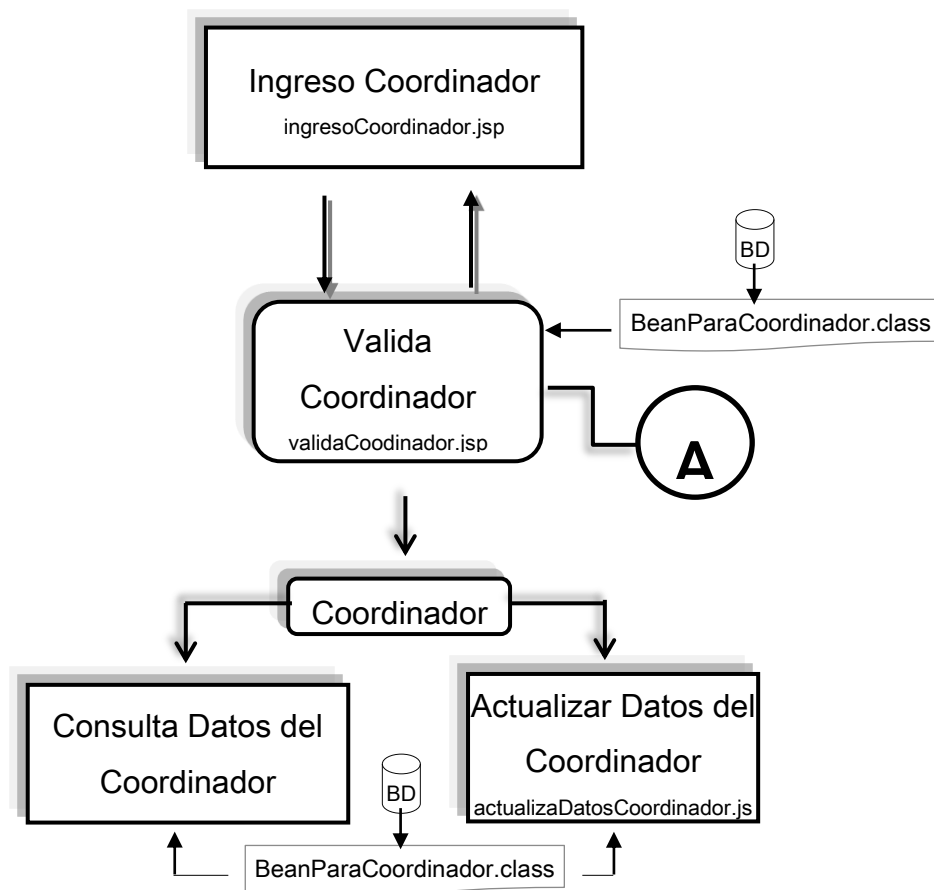 Ingreso Coordinador
ingresoCoordinador.jsp
BD
BeanParaCoordinador.class
Valida
Coordinador
validaCoodinador.jsp
A
Coordinador
Consulta Datos del
Coordinador
Actualizar Datos del
Coordinador
actualizaDatosCoordinador.js
BD
BeanParaCoordinador.class